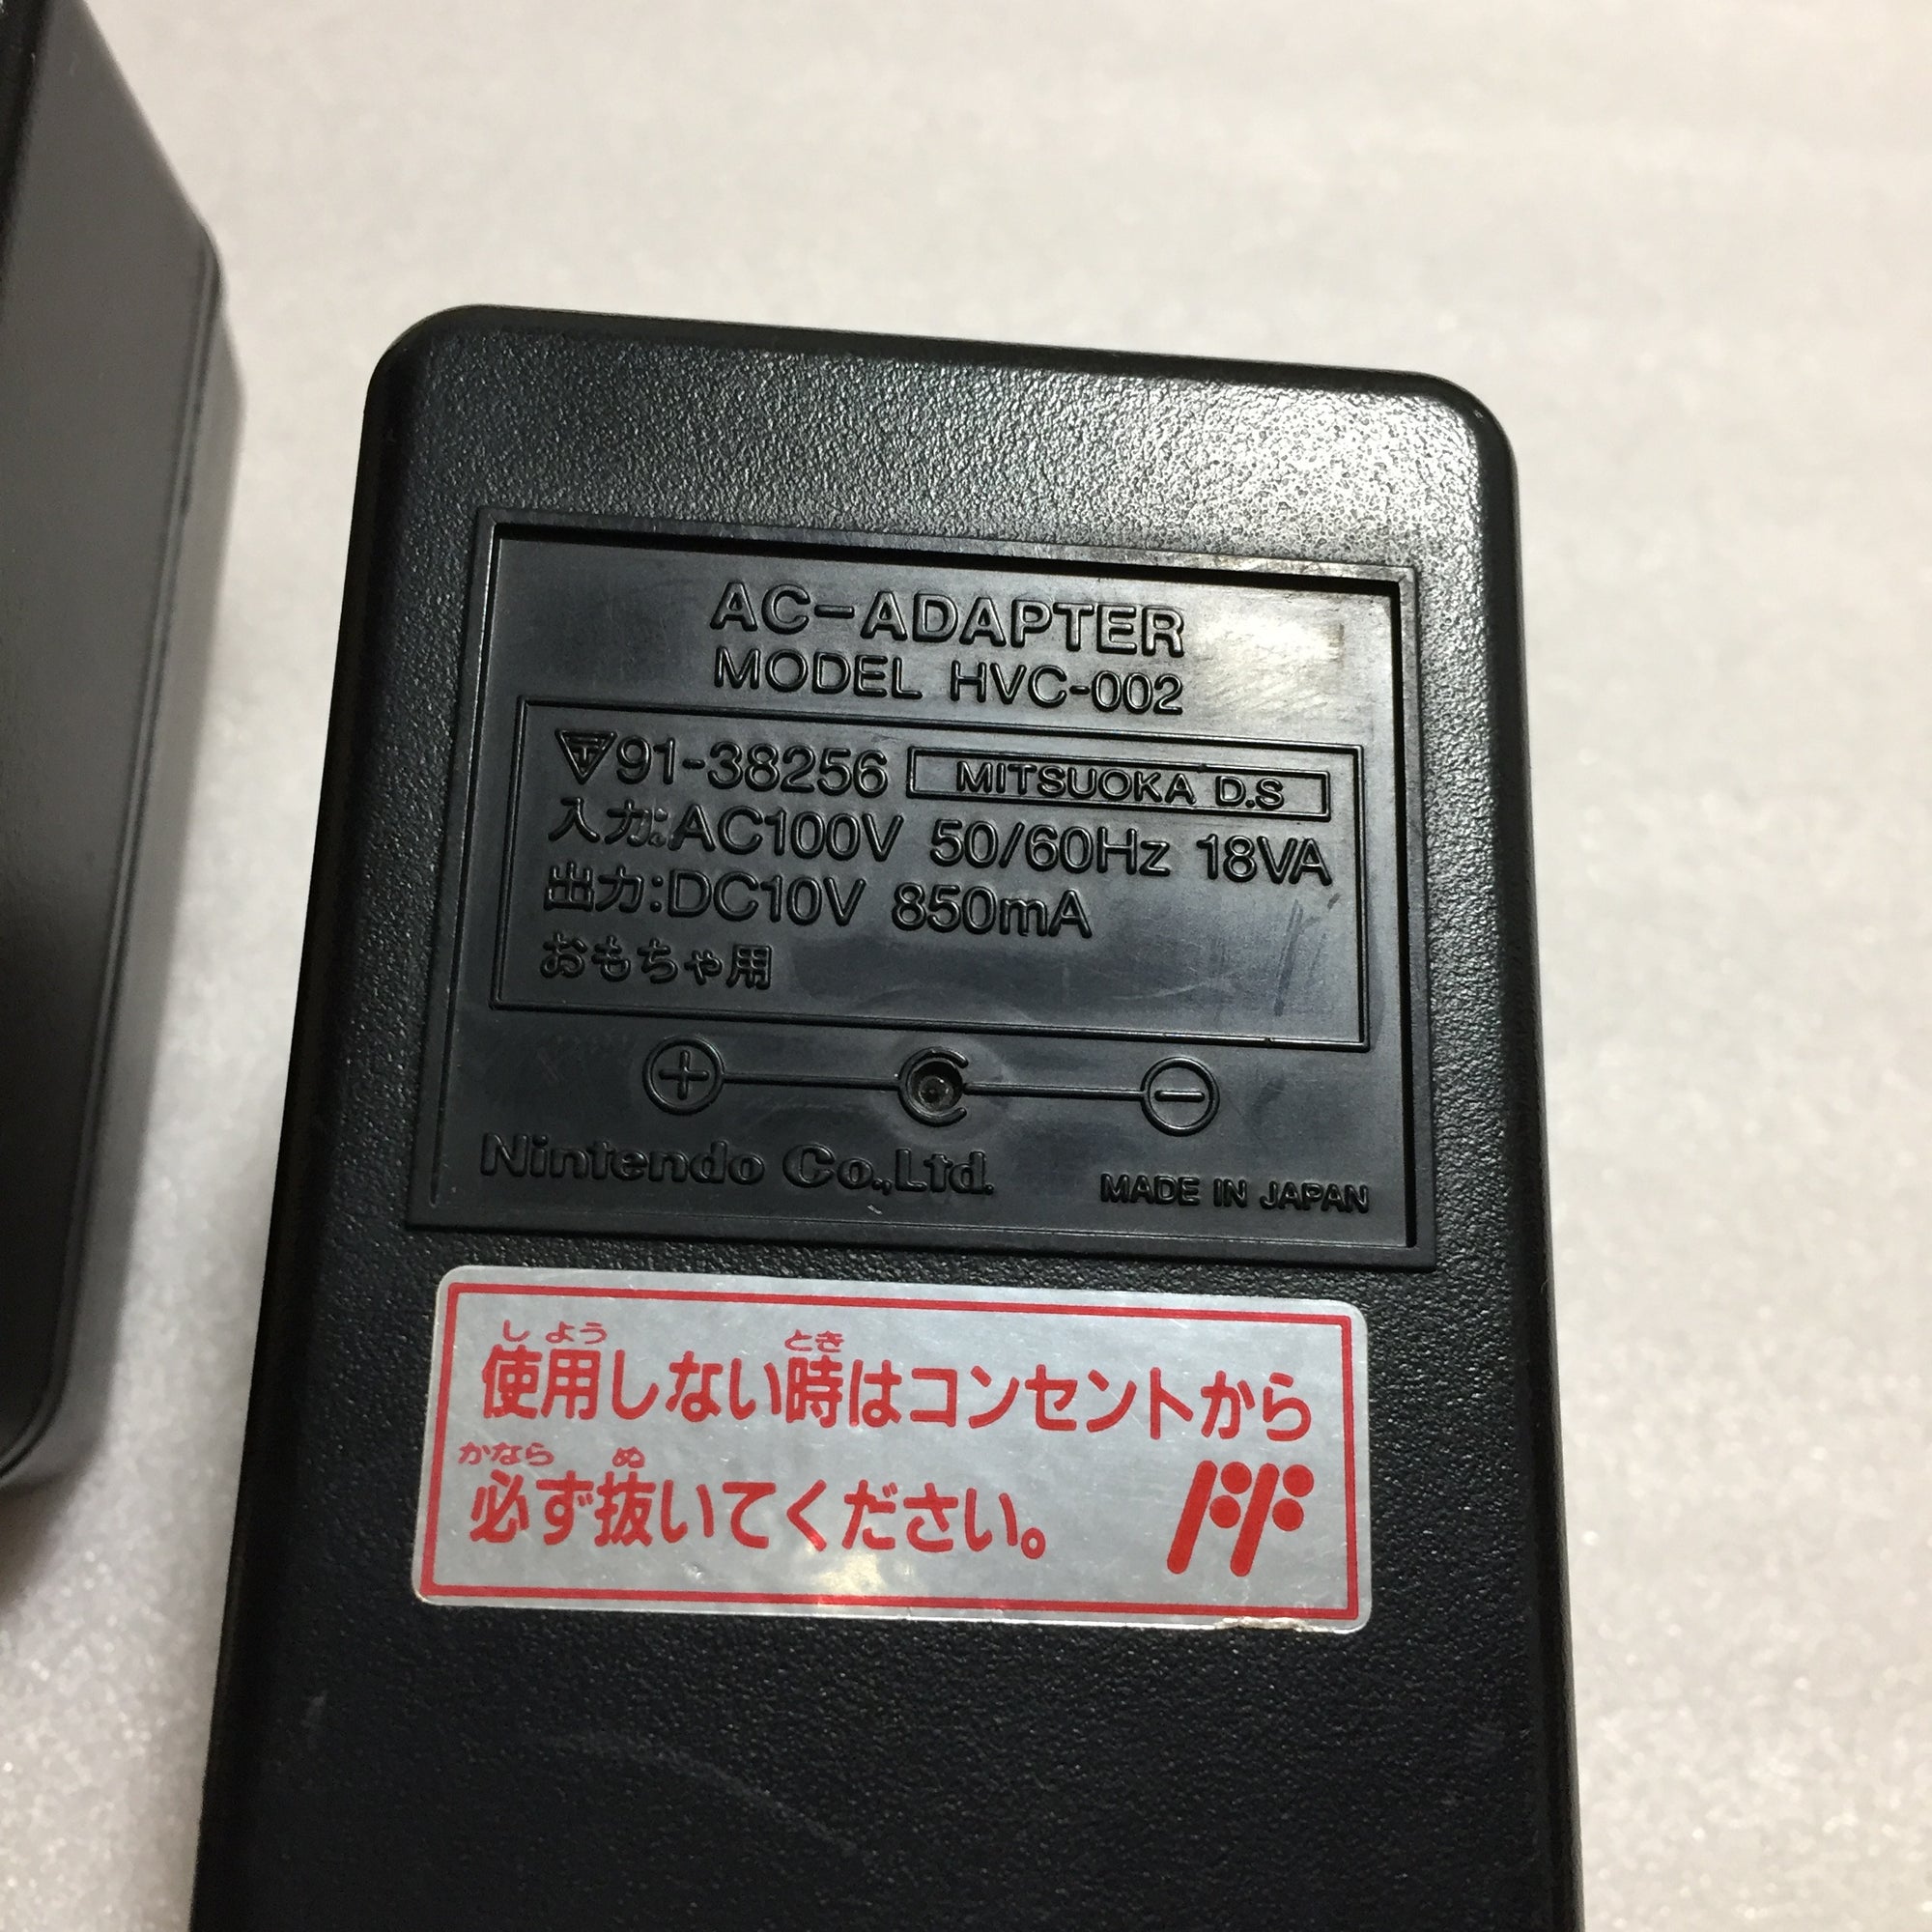 AC-ADAPTER
MODEL HVC-002
91-38256 MITSUOKA D.S
入力:AC100V 50/60Hz 18VA
出力:DC10V 850mA
おもちゃ用
Nintendo Co.,Ltd. MADE IN JAPAN
しよう とき
使用しない時はコンセントから
かなら ぬ
必ず抜いてください。